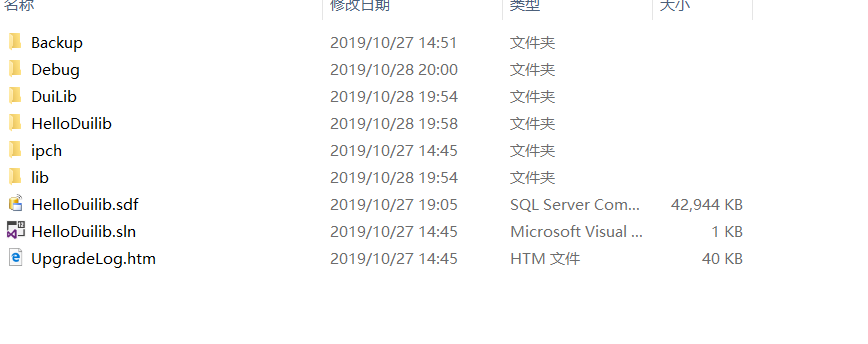 名称 修改日期 类型 大小
Backup 2019/10/27 14:51 文件夹
Debug 2019/10/28 20:00 文件夹
DuiLib 2019/10/28 19:54 文件夹
HelloDuilib 2019/10/28 19:58 文件夹
ipch 2019/10/27 14:45 文件夹
lib 2019/10/28 19:54 文件夹
HelloDuilib.sdf 2019/10/27 19:05 SQL Server Com... 42,944 KB
HelloDuilib.sln 2019/10/27 14:45 Microsoft Visual ... 1 KB
UpgradeLog.htm 2019/10/27 14:45 HTM 文件 40 KB